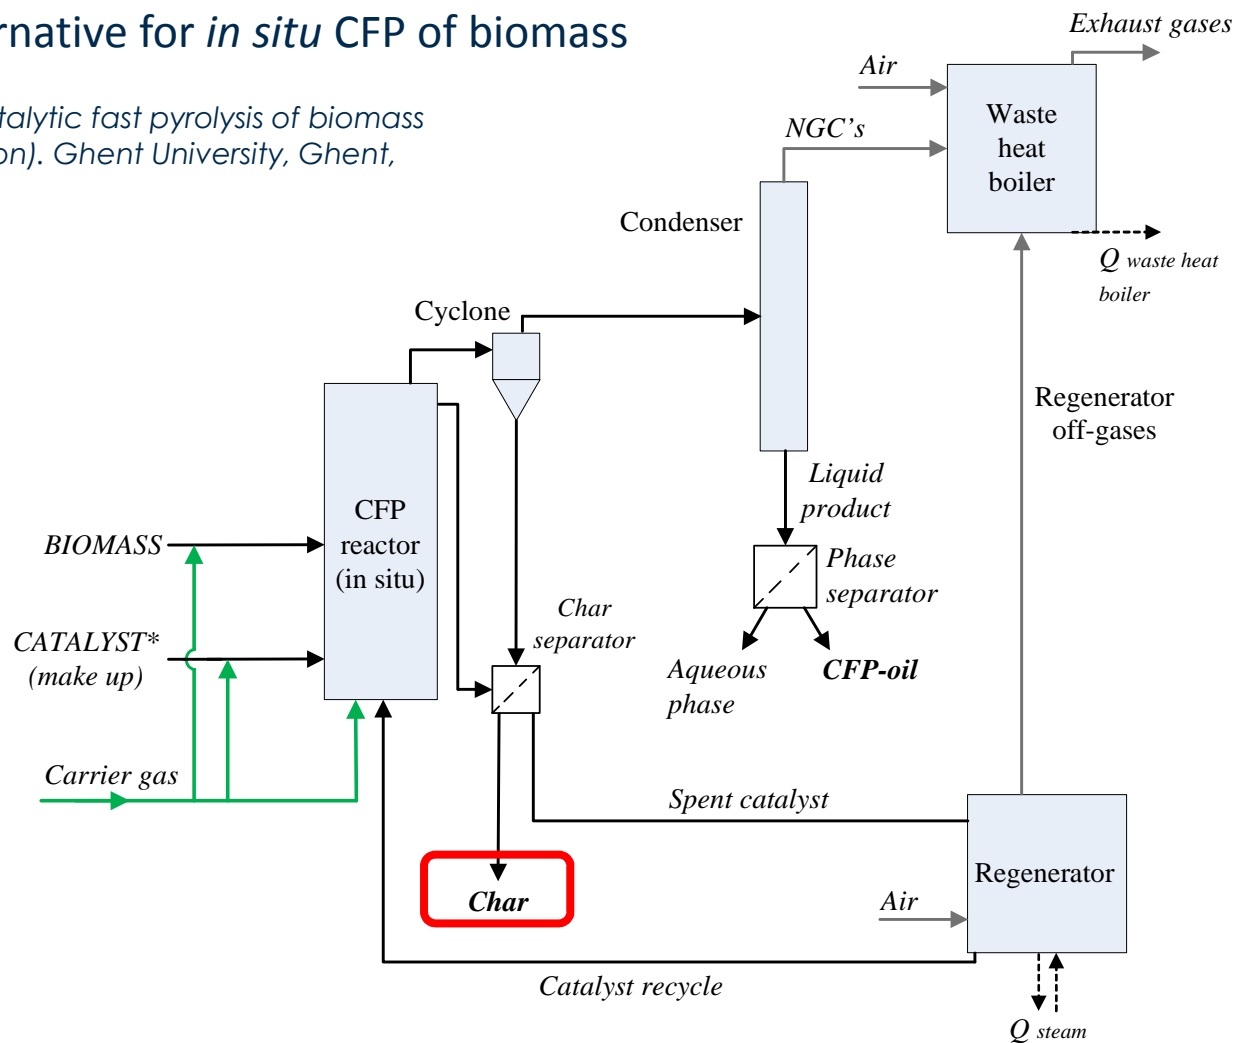 rnative for in situ CFP of biomass
talytic fast pyrolysis of biomass
on). Ghent University, Ghent,
Exhaust gases
Air
NGC's
Waste
heat
boiler
Condenser
Q waste heat
boiler
Cyclone
Regenerator
off-gases
Liquid
product
CFP
reactor
(in situ)
BIOMASS
Phase
separator
Char
separator
CATALYST*
(make up)
Aqueous
phase
CFP-oil
Carrier gas
Spent catalyst
Regenerator
Char
Air
Catalyst recycle
Q steam